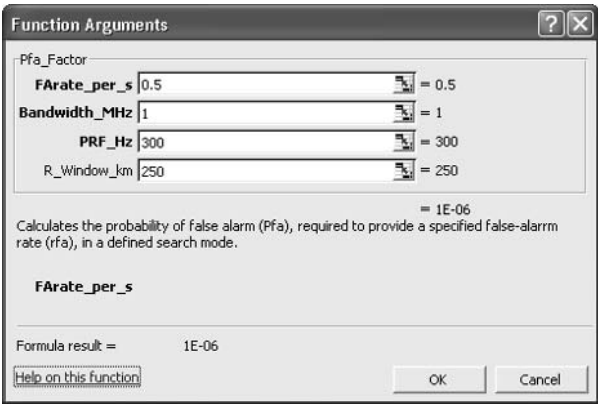 Function Arguments
Pfa_Factor
FArate_per_s 0.5 = 0.5
Bandwidth_MHz 1 = 1
PRF_Hz 300 = 300
R_Window_km 250 = 250
= 1E-06
Calculates the probability of false alarm (Pfa), required to provide a specified false-alarrm
rate (rfa), in a defined search mode.
FArate_per_s
Formula result = 1E-06
Help on this function OK Cancel